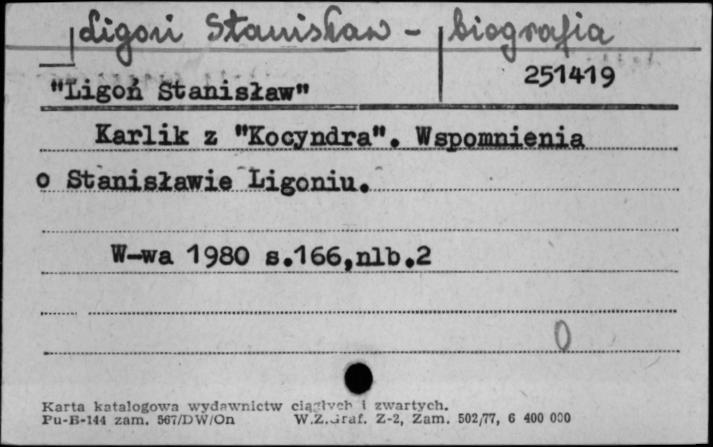 Ligoń Stanisław - biografia
251419
"Ligoń Stanisław"
Karlik z "Kocyndra". Wspomnienia
o Stanisławie Ligoniu.
W-wa 1980 s.166,nlb.2
0
Karta katalogowa wydawnictw ciągłych i zwartych.
Pu-B-144 zam. 567/DW/On W.Z.Graf. Z-2, Zam. 502/77, 6 400 000